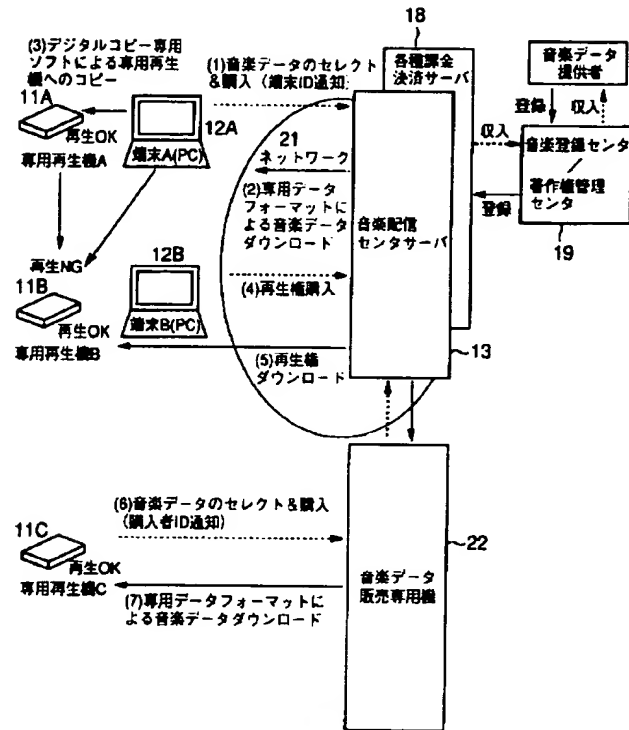 18
(3)デジタルコピー専用
ソフトによる専用再生
機へのコピー
(1)音楽データのセレクト
&購入(端末ID通知)
各種課金
決済サーバ
音楽データ
提供者
11A
再生OK
専用再生機A
12A
端末A(PC)
21
ネットワーク
収入
登録
収入
音楽登録センタ
/
著作権管理
センタ
19
登録
(2)専用データ
フォーマットに
よる音楽データ
ダウンロード
音楽配信
センタサーバ
再生NG
11B
再生OK
専用再生機B
12B
端末B(PC)
(4)再生権購入
(5)再生権
ダウンロード
13
(6)音楽データのセレクト&購入
(購入者ID通知)
11C
再生OK
専用再生機C
22
音楽データ
販売専用機
(7)専用データフォーマットに
よる音楽データダウンロード